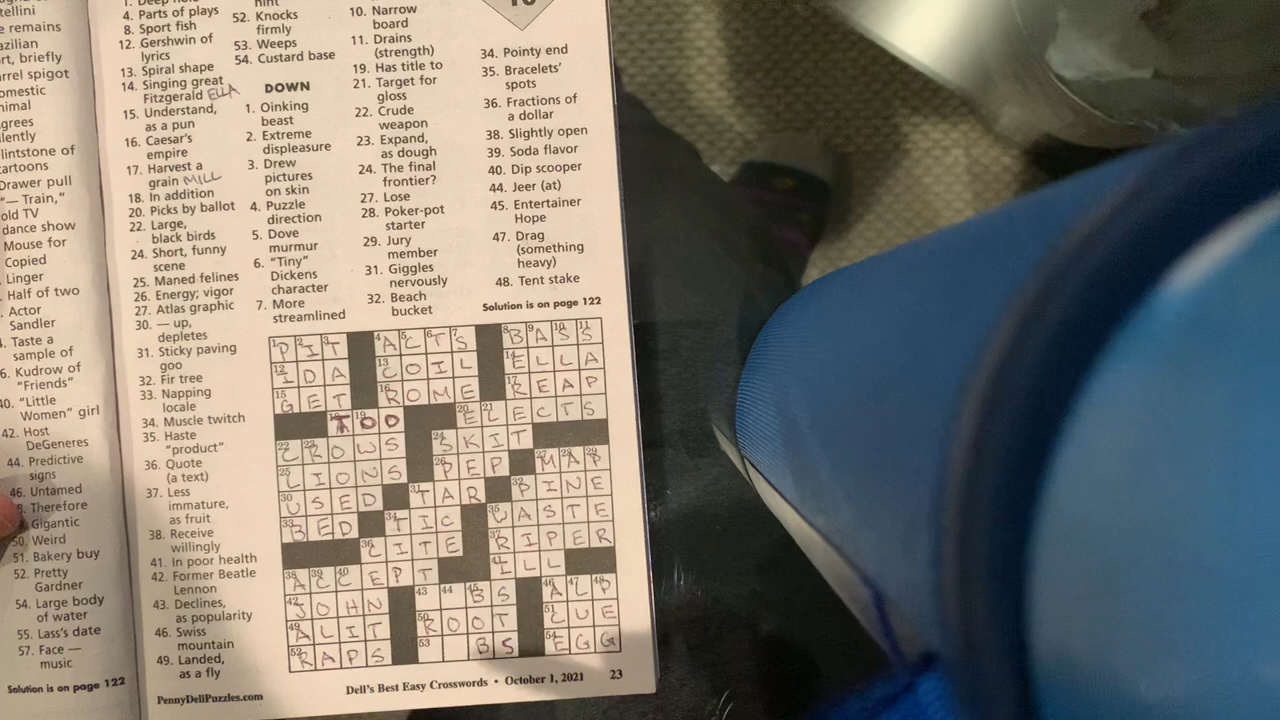 tellini
e remains
azilian
rt, briefly
rrel spigot
omestic
nimal
grees
lently
lintstone of
cartoons
Drawer pull
"— Train,"
old TV
dance show
Mouse for
Copied
Linger
Half of two
Actor
Sandler
Taste a
sample of
6. Kudrow of
"Friends"
40. "Little
Women" girl
42. Host
DeGeneres
44. Predictive
signs
46. Untamed
Therefore
Gigantic
50. Weird
51. Bakery buy
52. Pretty
Gardner
54. Large body
of water
55. Lass's date
57. Face —
music
Solution is on page 122
4. Parts of plays
8. Sport fish
12. Gershwin of
lyrics
13. Spiral shape
14. Singing great
Fitzgerald ELLA
15. Understand,
as a pun
16. Caesar's
empire
17. Harvest a
grain MILL
18. In addition
20. Picks by ballot
22. Large,
black birds
24. Short, funny
scene
25. Maned felines
26. Energy; vigor
27. Atlas graphic
30. — up,
depletes
31. Sticky paving
goo
32. Fir tree
33. Napping
locale
34. Muscle twitch
35. Haste
"product"
36. Quote
(a text)
37. Less
immature,
as fruit
38. Receive
willingly
41. In poor health
42. Former Beatle
Lennon
43. Declines,
as popularity
46. Swiss
mountain
49. Landed,
as a fly
PennyDellPuzzles.com
hint
52. Knocks
firmly
53. Weeps
54. Custard base
DOWN
1. Oinking
beast
2. Extreme
displeasure
3. Drew
pictures
on skin
4. Puzzle
direction
5. Dove
murmur
6. "Tiny"
Dickens
character
7. More
streamlined
10. Narrow
board
11. Drains
(strength)
19. Has title to
21. Target for
gloss
22. Crude
weapon
23. Expand,
as dough
24. The final
frontier?
27. Lose
28. Poker-pot
starter
29. Jury
member
31. Giggles
nervously
32. Beach
bucket
34. Pointy end
35. Bracelets'
spots
36. Fractions of
a dollar
38. Slightly open
39. Soda flavor
40. Dip scooper
44. Jeer (at)
45. Entertainer
Hope
47. Drag
(something
heavy)
48. Tent stake
Solution is on page 122
PIT ACTS BASS
IDA COIL ELLA
GET ROME REAP
TOO ELECTS
CROWS SKIT
LIONS PEP MAP
USED TAR PINE
BED TIC WASTE
CITE RIPER
ACCEPT ILL
JOHN BS ALP
ALIT ROOT CUE
RAPS BS EGG
Dell's Best Easy Crosswords • October 1, 2021 23